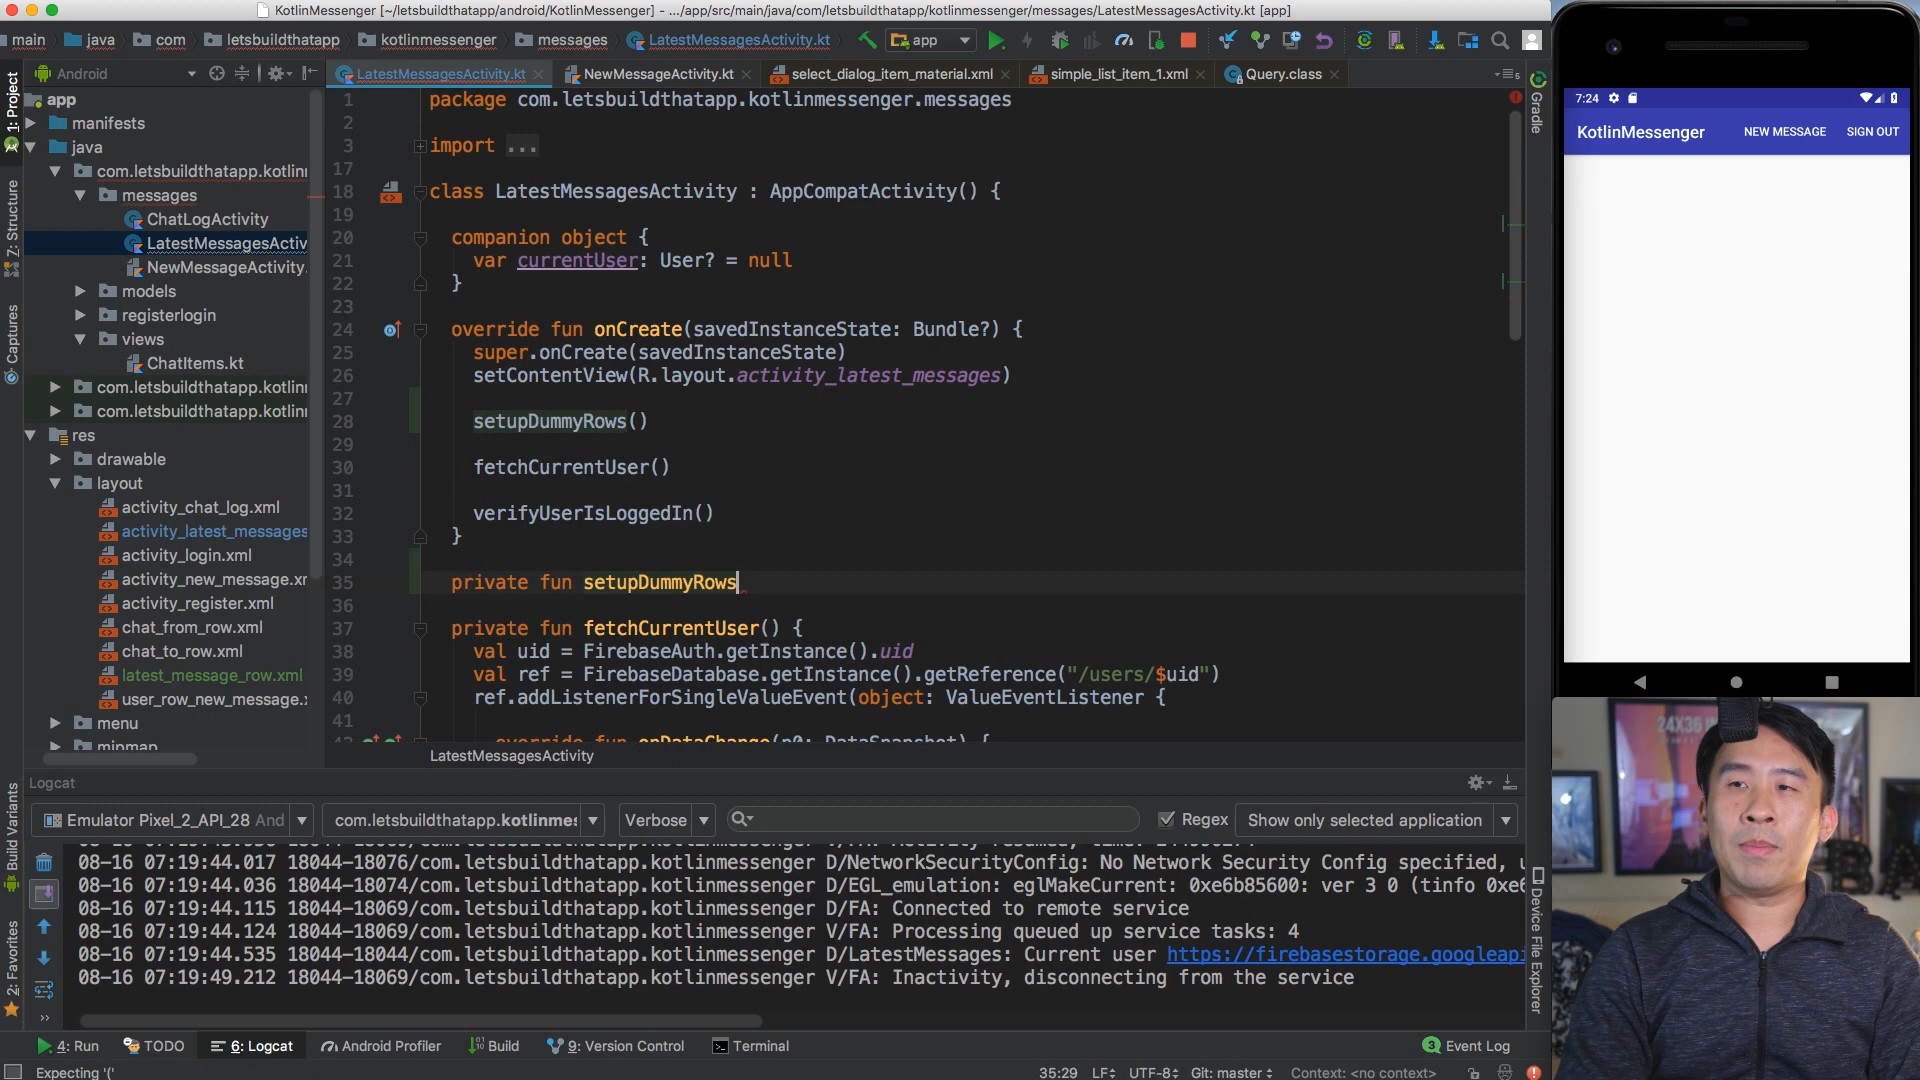 KotlinMessenger [~/letsbuildthatapp/android/KotlinMessenger] - .../app/src/main/java/com/letsbuildthatapp/kotlinmessenger/messages/LatestMessagesActivity.kt [app]
main java com letsbuildthatapp kotlinmessenger messages LatestMessagesActivity.kt app
Android
LatestMessagesActivity.kt NewMessageActivity.kt select_dialog_item_material.xml simple_list_item_1.xml Query.class
1: Project
Z: Structure
Captures
Build Variants
2: Favorites
Gradle
Device File Explorer
app
manifests
java
com.letsbuildthatapp.kotlin
messages
ChatLogActivity
LatestMessagesActiv
NewMessageActivity.
models
registerlogin
views
ChatItems.kt
com.letsbuildthatapp.kotlin
com.letsbuildthatapp.kotlin
res
drawable
layout
activity_chat_log.xml
activity_latest_messages
activity_login.xml
activity_new_message.xr
activity_register.xml
chat_from_row.xml
chat_to_row.xml
latest_message_row.xml
user_row_new_message.
menu
mipmap
1 package com.letsbuildthatapp.kotlinmessenger.messages
2
3 import ...
17
18 class LatestMessagesActivity : AppCompatActivity() {
19
20 companion object {
21 var currentUser: User? = null
22 }
23
24 override fun onCreate(savedInstanceState: Bundle?) {
25 super.onCreate(savedInstanceState)
26 setContentView(R.layout.activity_latest_messages)
27
28 setupDummyRows()
29
30 fetchCurrentUser()
31
32 verifyUserIsLoggedIn()
33 }
34
35 private fun setupDummyRows
36
37 private fun fetchCurrentUser() {
38 val uid = FirebaseAuth.getInstance().uid
39 val ref = FirebaseDatabase.getInstance().getReference("/users/$uid")
40 ref.addListenerForSingleValueEvent(object: ValueEventListener {
41
42 override fun onDataChange(p0: DataSnapshot) {
LatestMessagesActivity
Logcat
Emulator Pixel_2_API_28 And com.letsbuildthatapp.kotlinmes Verbose Regex Show only selected application
08-16 07:19:44.017 18044-18076/com.letsbuildthatapp.kotlinmessenger D/NetworkSecurityConfig: No Network Security Config specified, u
08-16 07:19:44.036 18044-18074/com.letsbuildthatapp.kotlinmessenger D/EGL_emulation: eglMakeCurrent: 0xe6b85600: ver 3 0 (tinfo 0xe6
08-16 07:19:44.115 18044-18069/com.letsbuildthatapp.kotlinmessenger D/FA: Connected to remote service
08-16 07:19:44.124 18044-18069/com.letsbuildthatapp.kotlinmessenger V/FA: Processing queued up service tasks: 4
08-16 07:19:44.535 18044-18044/com.letsbuildthatapp.kotlinmessenger D/LatestMessages: Current user https://firebasestorage.googleapi
08-16 07:19:49.212 18044-18069/com.letsbuildthatapp.kotlinmessenger V/FA: Inactivity, disconnecting from the service
4: Run TODO 6: Logcat Android Profiler Build 9: Version Control Terminal 3 Event Log
Expecting '(' 35:29 LF UTF-8 Git: master Context: <no context>
7:24
KotlinMessenger NEW MESSAGE SIGN OUT
24X36